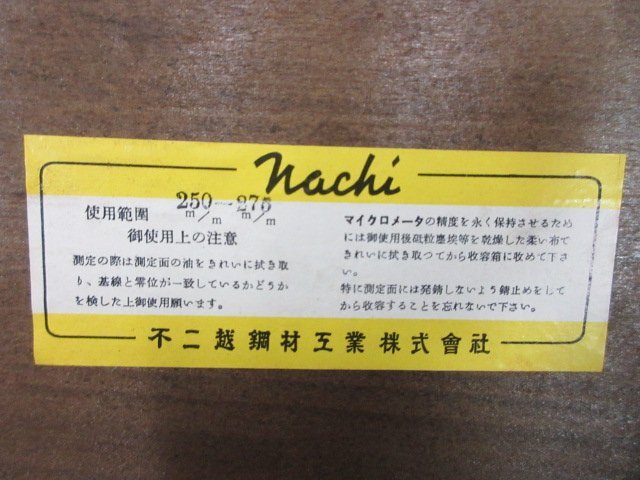 nachi
使用範囲 250m/m—275m/m
御使用上の注意
測定の際は測定面の油をきれいに拭き取
り、基線と零位が一致しているかどうか
を検した上御使用願います。
マイクロメータの精度を永く保持させるため
には御使用後砥粒塵埃等を乾燥した柔い布で
きれいに拭き取つてから收容箱に收めて下さ
い。
特に測定面には発錆しないよう錆止めをして
から收容することを忘れないで下さい。
不二越鋼材工業株式會社